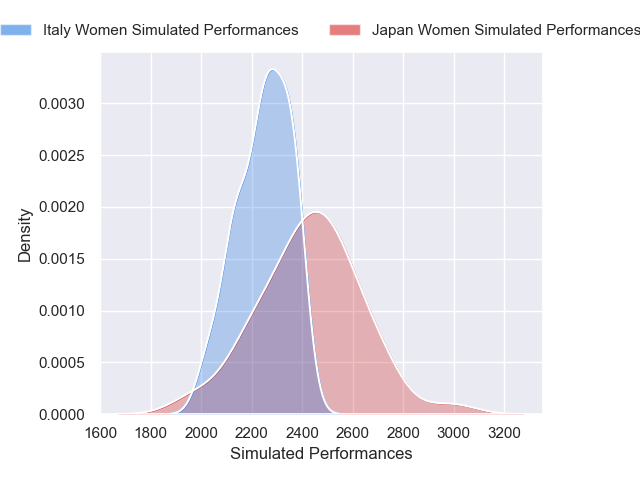 Italy Women Simulated Performances Japan Women Simulated Performances
0.0030
0.0025
0.0020
0.0015
0.0010
0.0005
0.0000
Density
1600 1800 2000 2200 2400 2600 2800 3000 3200
Simulated Performances